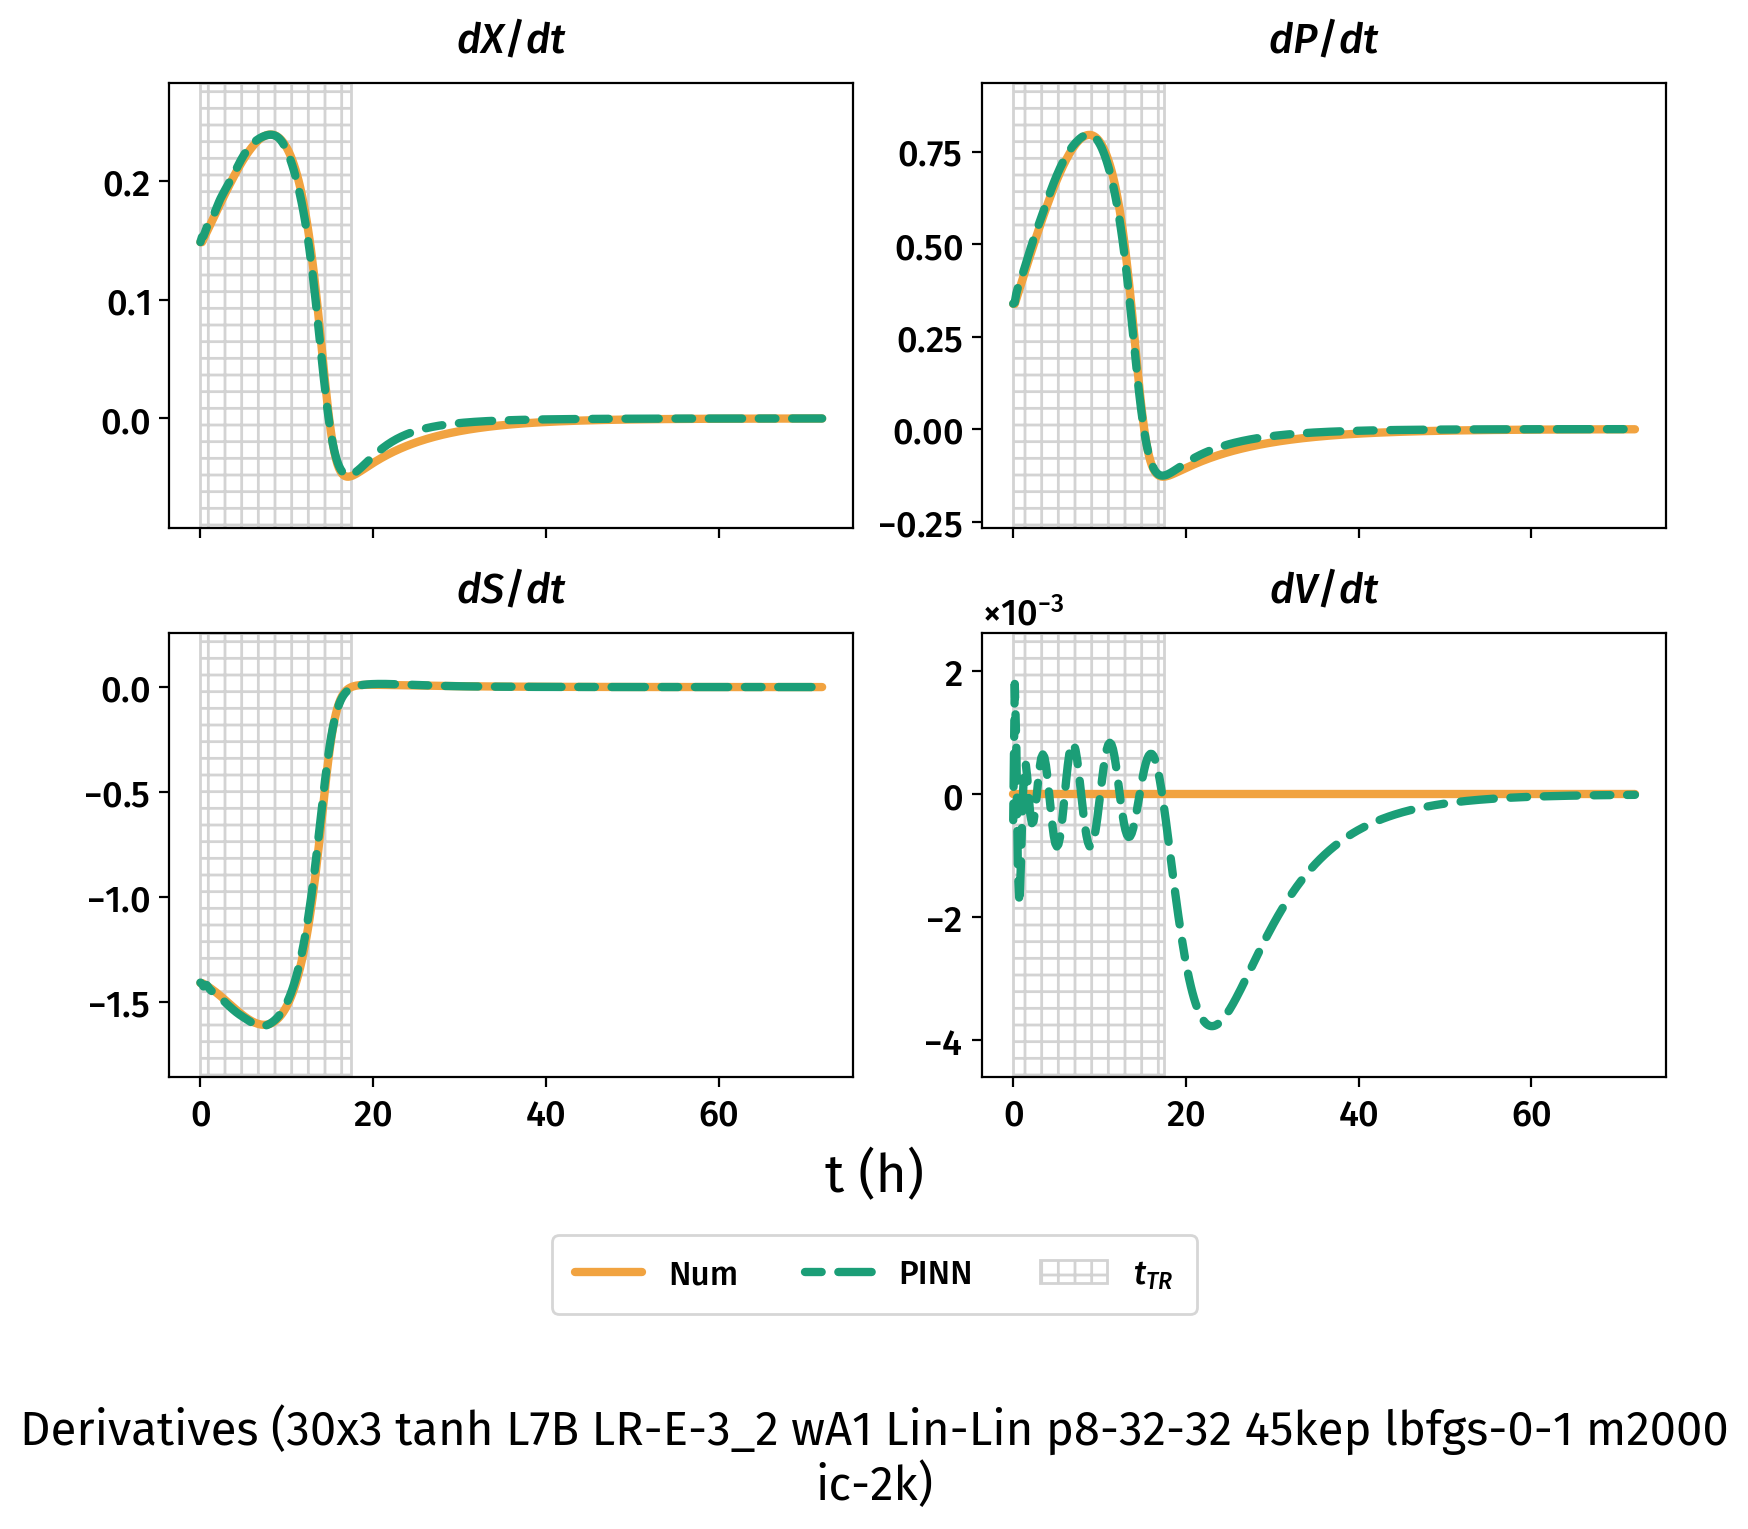 dX/dt
dP/dt
0.2
0.1
0.0
0.75
0.50
0.25
0.00
−0.25
dS/dt
dV/dt
×10⁻³
0.0
−0.5
−1.0
−1.5
2
0
−2
−4
0 20 40 60
0 20 40 60
t (h)
Num PINN t_TR
Derivatives (30x3 tanh L7B LR-E-3_2 wA1 Lin-Lin p8-32-32 45kep lbfgs-0-1 m2000
ic-2k)